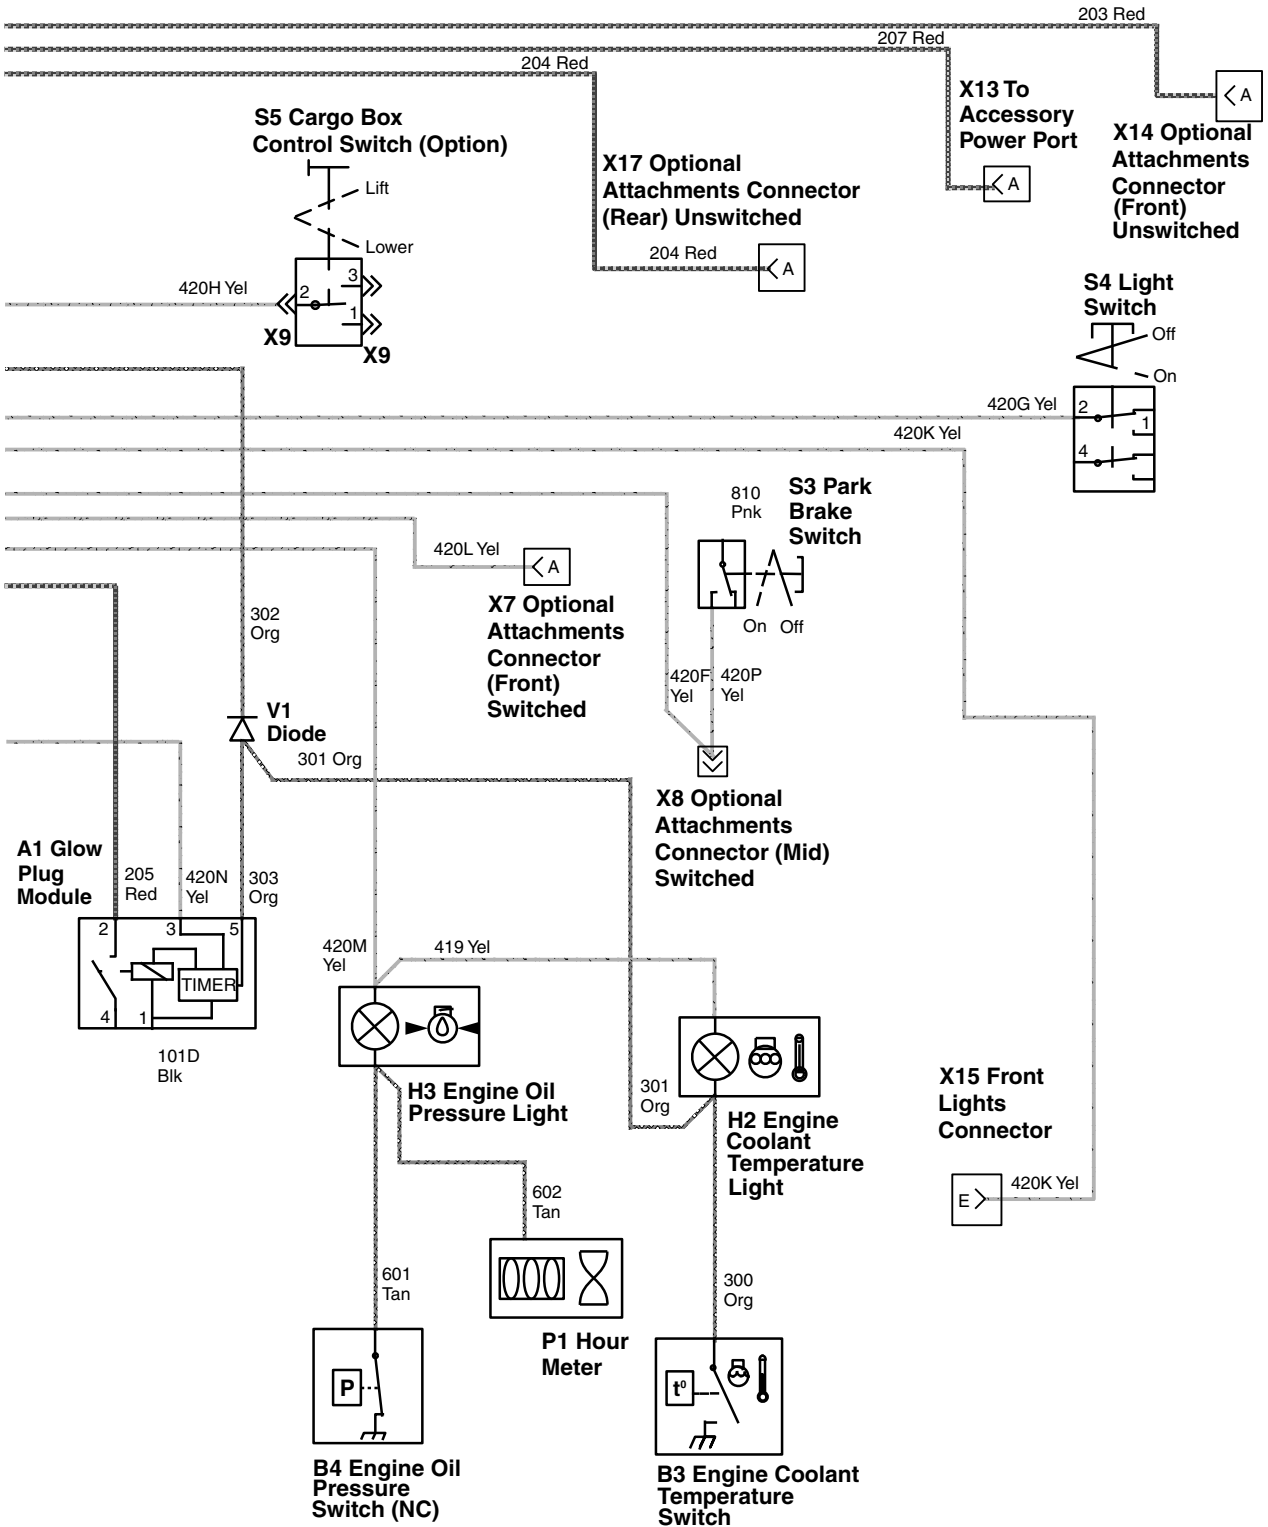 203 Red
207 Red
204 Red
A
X14 Optional
Attachments
Connector
(Front)
Unswitched
X13 To
Accessory
Power Port
A
S5 Cargo Box
Control Switch (Option)
Lift
Lower
X17 Optional
Attachments Connector
(Rear) Unswitched
204 Red
A
420H Yel
2
3
1
X9
X9
S4 Light
Switch
Off
On
420G Yel
2
1
4
420K Yel
810
Pnk
S3 Park
Brake
Switch
On
Off
420L Yel
A
X7 Optional
Attachments
Connector
(Front)
Switched
302
Org
420F
Yel
420P
Yel
V1
Diode
301 Org
X8 Optional
Attachments
Connector (Mid)
Switched
A1 Glow
Plug
Module
205
Red
420N
Yel
303
Org
2
3
5
TIMER
4
1
101D
Blk
420M
Yel
419 Yel
H3 Engine Oil
Pressure Light
301
Org
H2 Engine
Coolant
Temperature
Light
X15 Front
Lights
Connector
E
420K Yel
602
Tan
601
Tan
300
Org
P1 Hour
Meter
P
B4 Engine Oil
Pressure
Switch (NC)
t⁰
B3 Engine Coolant
Temperature
Switch